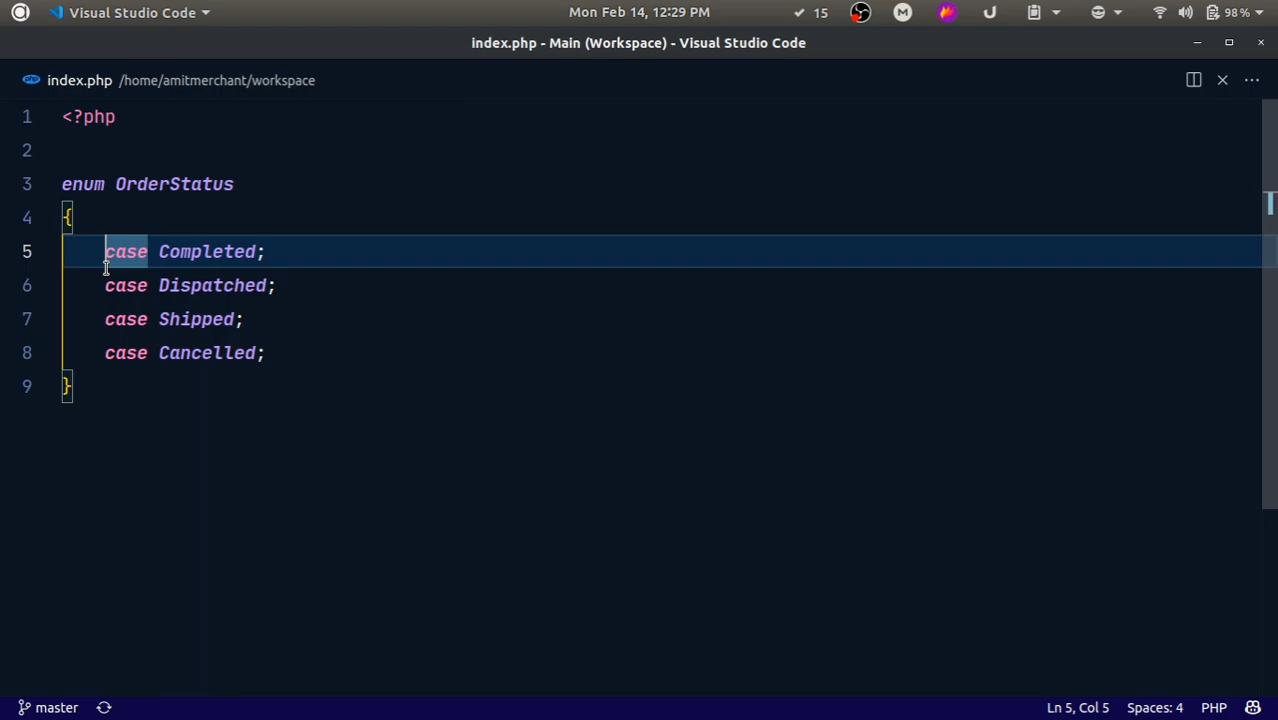 Visual Studio Code
Mon Feb 14, 12:29 PM
15
M
98%
index.php - Main (Workspace) - Visual Studio Code
php index.php /home/amitmerchant/workspace
1 <?php
2
3 enum OrderStatus
4 {
5 case Completed;
6 case Dispatched;
7 case Shipped;
8 case Cancelled;
9 }
master
Ln 5, Col 5
Spaces: 4
PHP